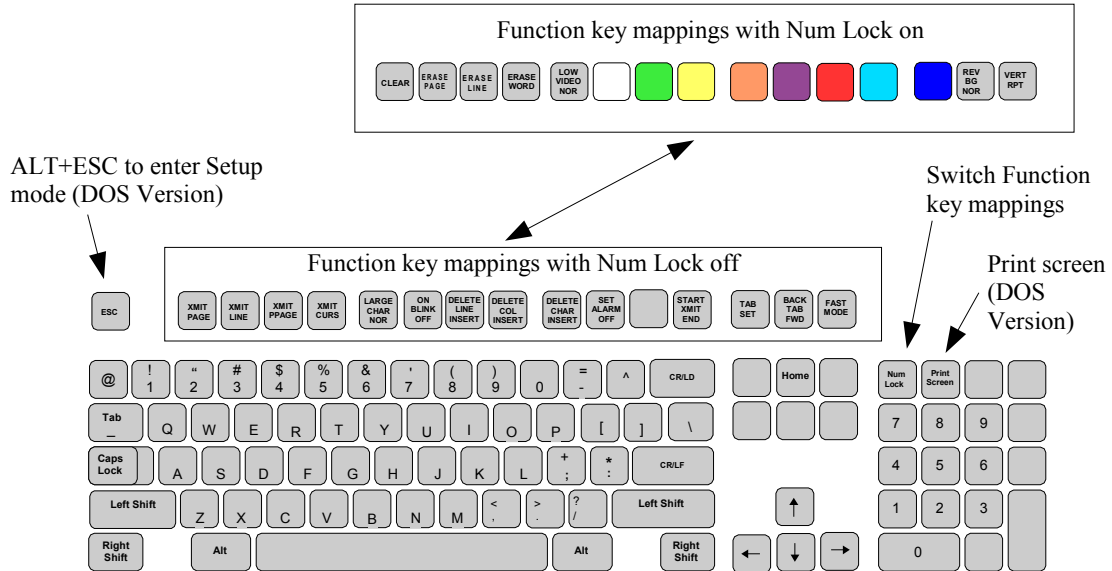 Function key mappings with Num Lock on
CLEAR
ERASE
PAGE
ERASE
LINE
ERASE
WORD
LOW
VIDEO
NOR
REV
BG
NOR
VERT
RPT
ALT+ESC to enter Setup
mode (DOS Version)
Switch Function
key mappings
Print screen
(DOS
Version)
Function key mappings with Num Lock off
ESC
XMIT
PAGE
XMIT
LINE
XMIT
PPAGE
XMIT
CURS
LARGE
CHAR
NOR
ON
BLINK
OFF
DELETE
LINE
INSERT
DELETE
COL
INSERT
DELETE
CHAR
INSERT
SET
ALARM
OFF
START
XMIT
END
TAB
SET
BACK
TAB
FWD
FAST
MODE
@
!
1
“
2
#
3
$
4
%
5
&
6
'
7
(
8
)
9
0
=
-
^
CR/LD
Home
Num
Lock
Print
Screen
Tab
_
Q
W
E
R
T
Y
U
I
O
P
[
]
\
7
8
9
Caps
Lock
A
S
D
F
G
H
J
K
L
+
;
*
:
CR/LF
4
5
6
Left Shift
Z
X
C
V
B
N
M
<
,
>
.
?
/
Left Shift
↑
1
2
3
Right
Shift
Alt
Alt
Right
Shift
←
↓
→
0